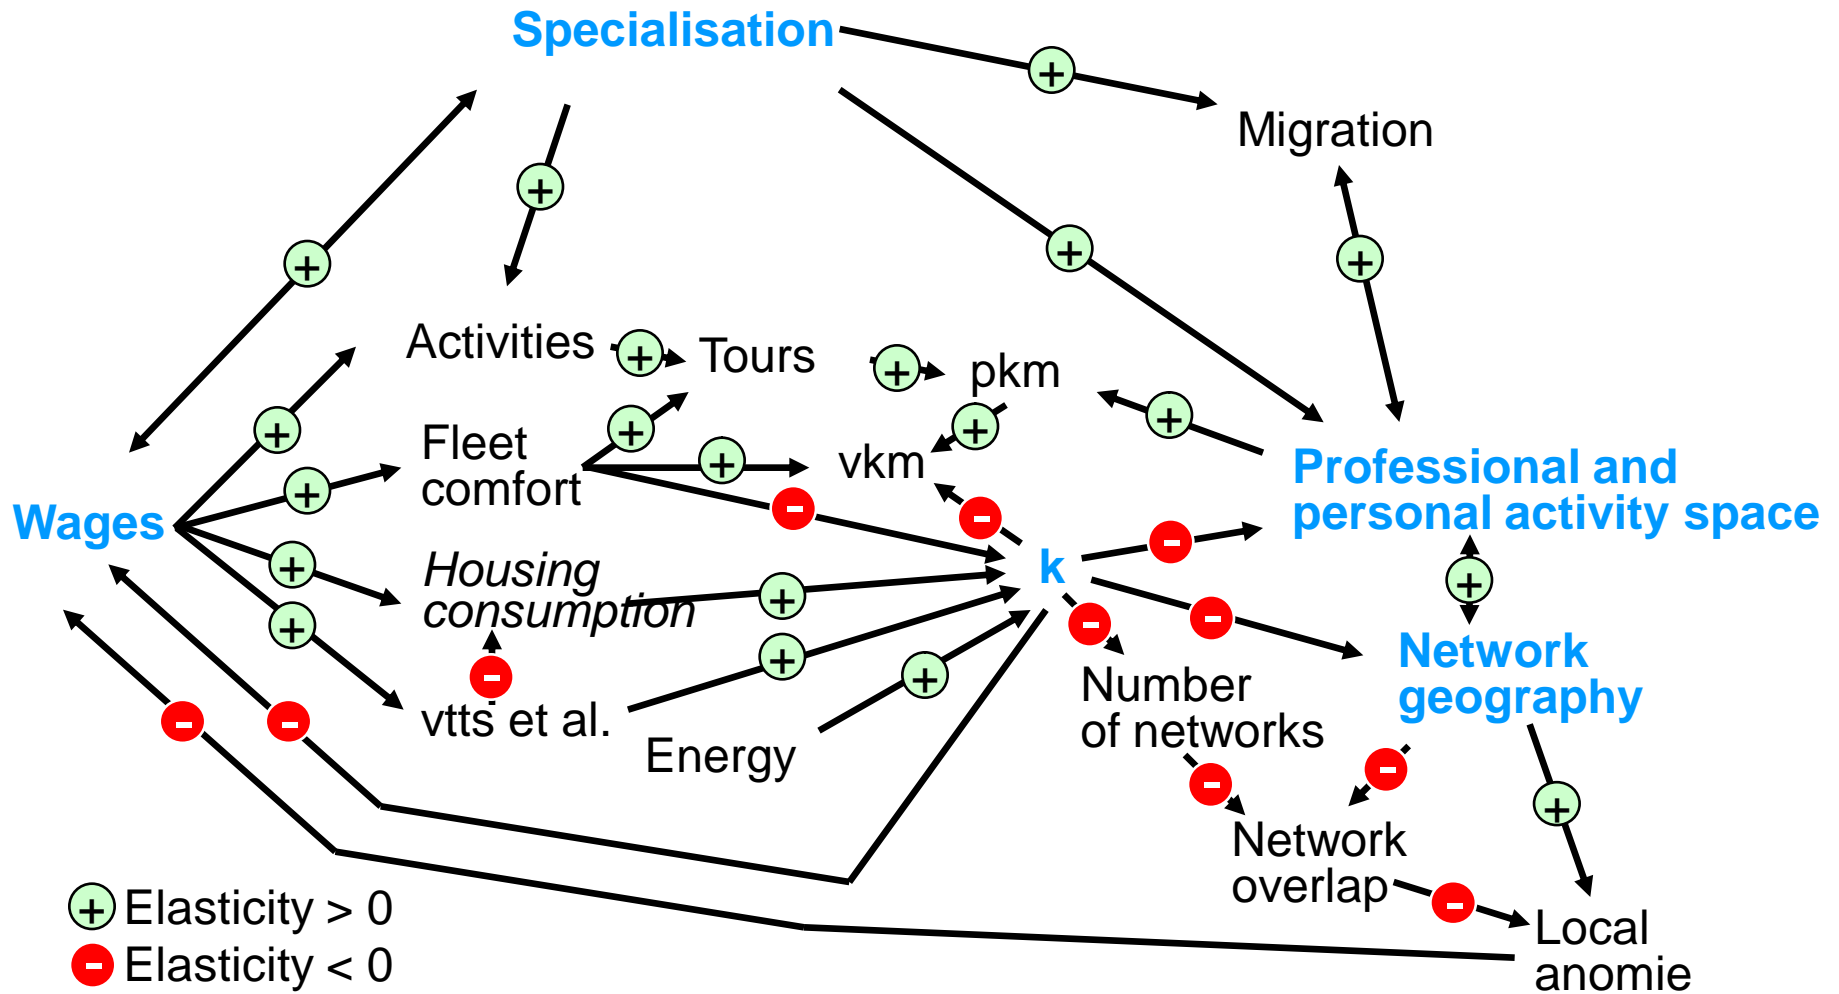 Specialisation
+
Migration
+
+
+
+
Activities
+
Tours
+
pkm
+
+
+
Fleet
comfort
+
+
vkm
+
Professional and
personal activity space
+
-
-
-
Wages
+
Housing
consumption
+
k
+
+
-
-
-
+
+
Network
geography
vtts et al.
Energy
Number
of networks
-
-
-
-
+
Network
overlap
-
Local
anomie
+ Elasticity > 0
- Elasticity < 0